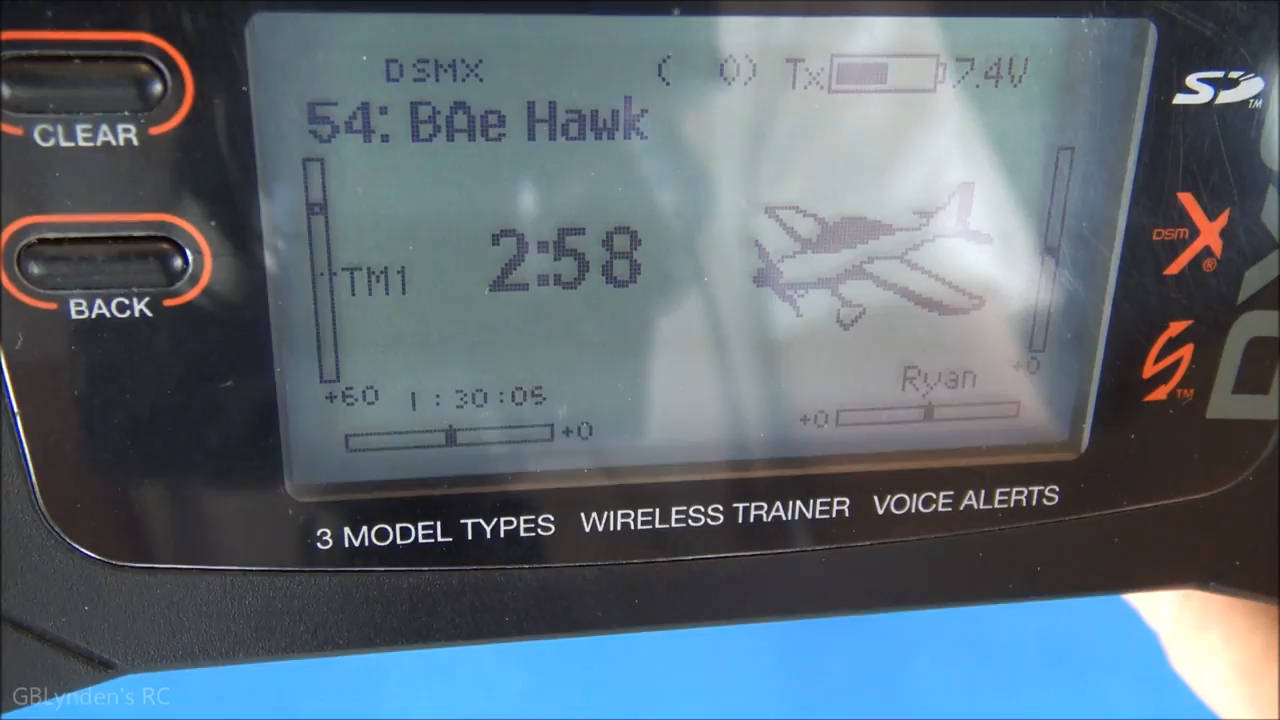 DSMX ( 0) Tx 7.4V
54: BAe Hawk
CLEAR
SD™
2:58
TM1
DSM X®
BACK
Ryan
+0
+60 1:30:05
+0
+0
3 MODEL TYPES WIRELESS TRAINER VOICE ALERTS
GBLynden's RC